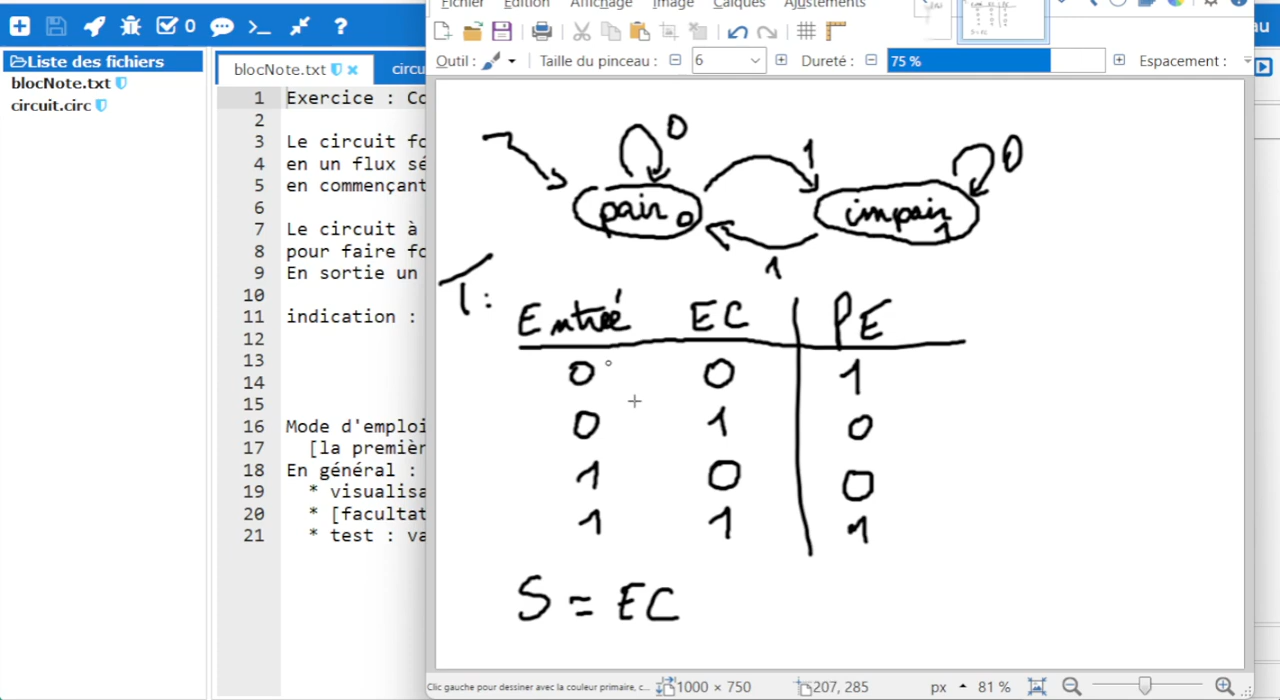 Fichier Edition Affichage Image Calques Ajustements
0
Outil : Taille du pinceau : 6 Dureté : 75 % Espacement :
Liste des fichiers
blocNote.txt
circuit.circ
blocNote.txt circu
1 Exercice : Co
2
3 Le circuit fo
4 en un flux sé
5 en commençant
6
7 Le circuit à
8 pour faire fo
9 En sortie un
10
11 indication :
12
13
14
15
16 Mode d'emploi
17 [la premièr
18 En général :
19 * visualisa
20 * [facultat
21 * test : va
0 1 0
pair 0 impair 1
1
T:
Entrée EC PE
0 0 1
0 1 0
1 0 0
1 1 1
S = EC
Clic gauche pour dessiner avec la couleur primaire, c... 1000 × 750 207, 285 px 81 %